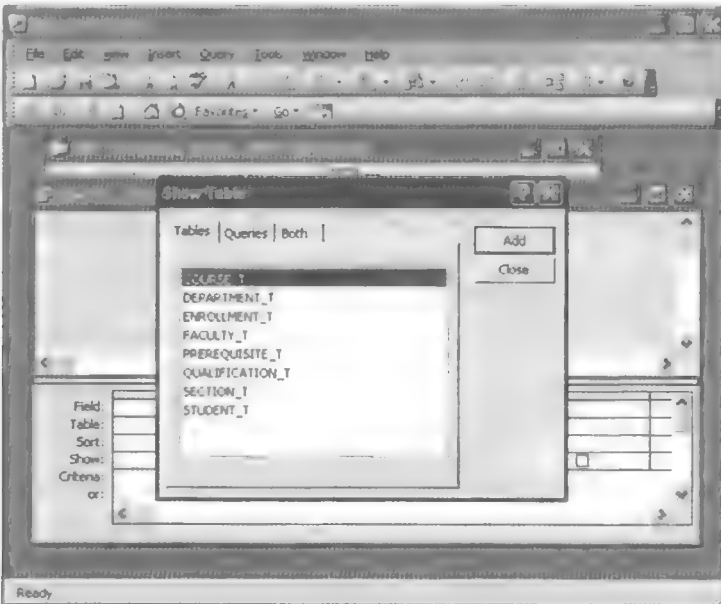 File Edit View Insert Query Tools Window Help
Favorites Go
Show Table
Tables Queries Both
Add
Close
COURSE_T
DEPARTMENT_T
ENROLLMENT_T
FACULTY_T
PREREQUISITE_T
QUALIFICATION_T
SECTION_T
STUDENT_T
Field:
Table:
Sort:
Show:
Criteria:
or:
Ready